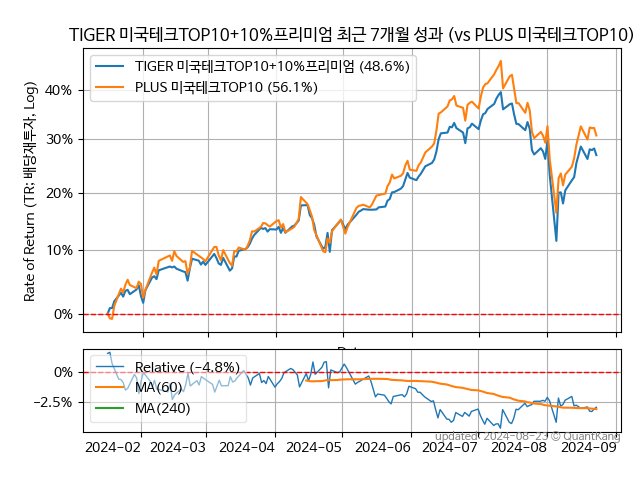 TIGER 미국테크TOP10+10%프리미엄 최근 7개월 성과 (vs PLUS 미국테크TOP10)
TIGER 미국테크TOP10+10%프리미엄 (48.6%)
PLUS 미국테크TOP10 (56.1%)
Rate of Return (TR: 배당재투자, Log)
40%
30%
20%
10%
0%
Relative (−4.8%)
MA(60)
MA(240)
0%
−2.5%
updated: 2024-08-23 © QuantKang
2024-02
2024-03
2024-04
2024-05
2024-06
2024-07
2024-08
2024-09